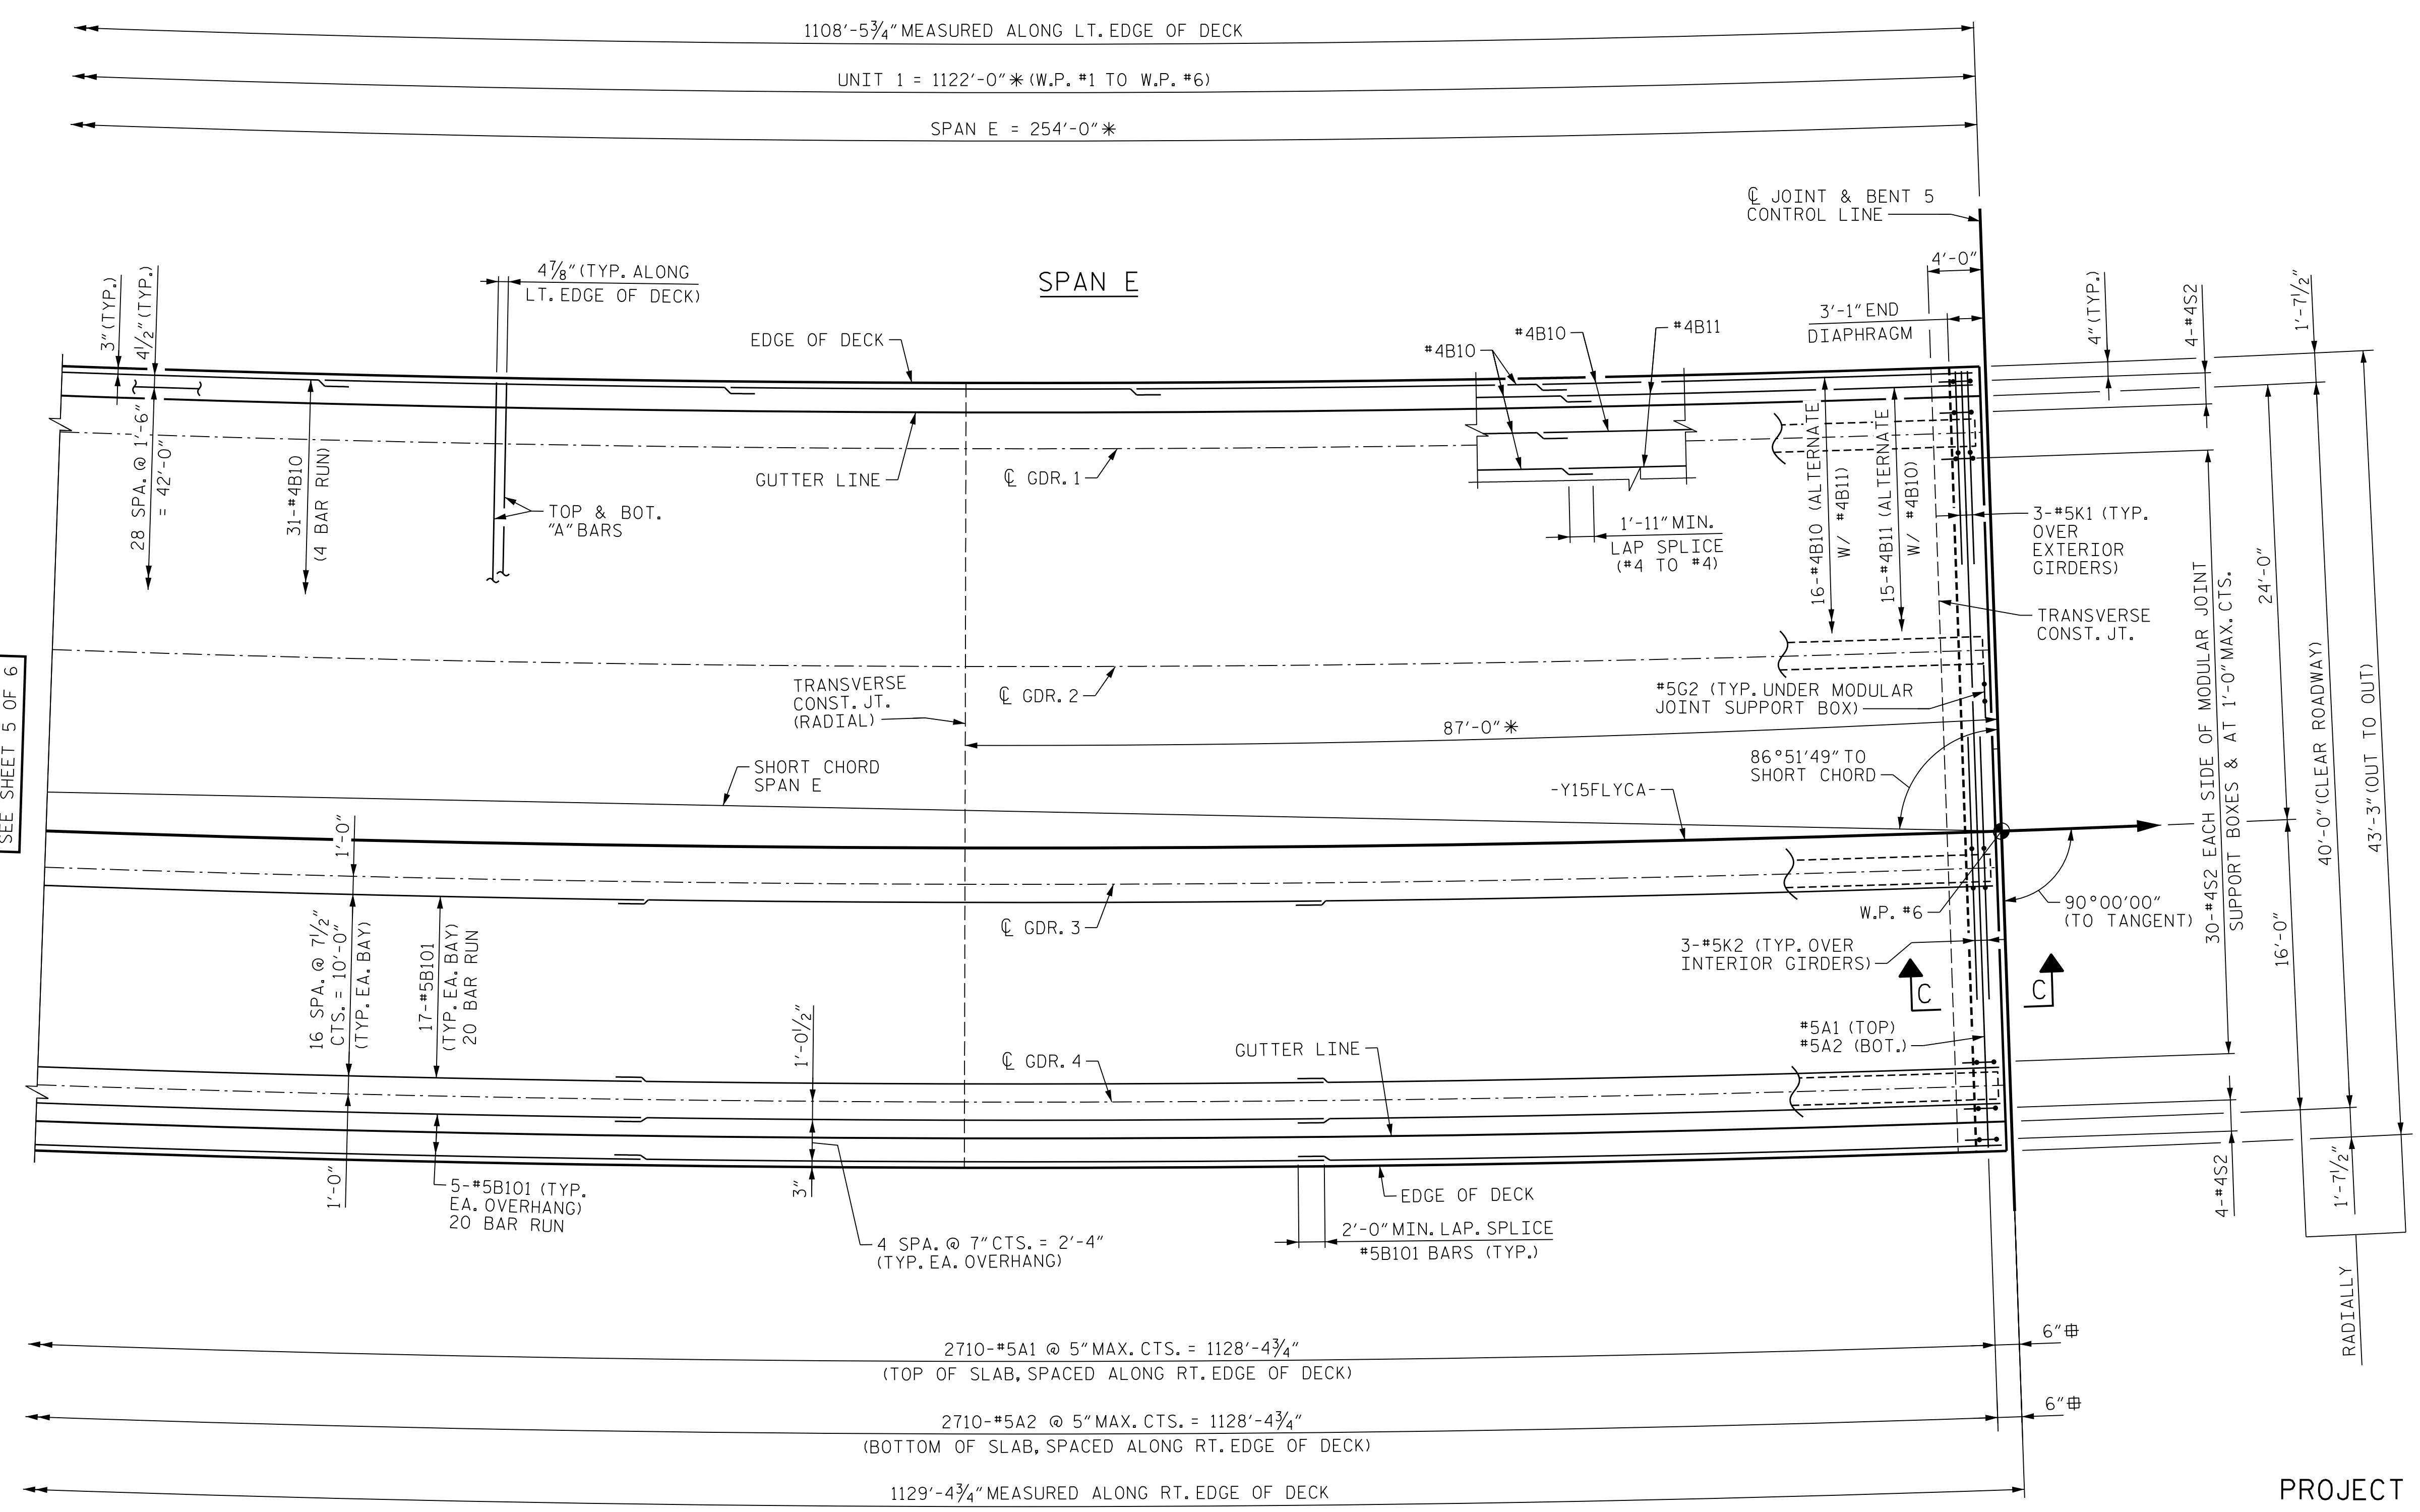 1108'-5¾" MEASURED ALONG LT. EDGE OF DECK
UNIT 1 = 1122'-0" * (W.P. #1 TO W.P. #6)
SPAN E = 254'-0" *
℄ JOINT & BENT 5
CONTROL LINE
4'-0"
SPAN E
3'-1" END
DIAPHRAGM
4⅞" (TYP. ALONG
LT. EDGE OF DECK)
3" (TYP.)
4½" (TYP.)
EDGE OF DECK
#4B10
#4B10
#4B11
4" (TYP.)
4-#4S2
1'-7½"
28 SPA. @ 1'-6"
= 42'-0"
31-#4B10
(4 BAR RUN)
TOP & BOT.
"A" BARS
GUTTER LINE
℄ GDR. 1
1'-11" MIN.
LAP SPLICE
(#4 TO #4)
16-#4B10 (ALTERNATE
W/ #4B11)
15-#4B11 (ALTERNATE
W/ #4B10)
3-#5K1 (TYP.
OVER
EXTERIOR
GIRDERS)
TRANSVERSE
CONST. JT.
SEE SHEET 5 OF 6
TRANSVERSE
CONST. JT.
(RADIAL)
℄ GDR. 2
#5G2 (TYP. UNDER MODULAR
JOINT SUPPORT BOX)
87'-0" *
86°51'49" TO
SHORT CHORD
SHORT CHORD
SPAN E
-Y15FLYCA-
30-#4S2 EACH SIDE OF MODULAR JOINT
SUPPORT BOXES & AT 1'-0" MAX. CTS.
24'-0"
40'-0" (CLEAR ROADWAY)
43'-3" (OUT TO OUT)
16'-0"
1'-0"
℄ GDR. 3
W.P. #6
90°00'00"
(TO TANGENT)
3-#5K2 (TYP. OVER
INTERIOR GIRDERS)
C
C
16 SPA. @ 7½"
CTS. = 10'-0"
(TYP. EA. BAY)
17-#5B101
(TYP. EA. BAY)
20 BAR RUN
1'-0½"
℄ GDR. 4
GUTTER LINE
#5A1 (TOP)
#5A2 (BOT.)
1'-0"
5-#5B101 (TYP.
EA. OVERHANG)
20 BAR RUN
3"
4 SPA. @ 7" CTS. = 2'-4"
(TYP. EA. OVERHANG)
EDGE OF DECK
2'-0" MIN. LAP. SPLICE
#5B101 BARS (TYP.)
4-#4S2
1'-7½"
RADIALLY
2710-#5A1 @ 5" MAX. CTS. = 1128'-4¾"
(TOP OF SLAB, SPACED ALONG RT. EDGE OF DECK)
6"
2710-#5A2 @ 5" MAX. CTS. = 1128'-4¾"
(BOTTOM OF SLAB, SPACED ALONG RT. EDGE OF DECK)
6"
1129'-4¾" MEASURED ALONG RT. EDGE OF DECK
PROJECT